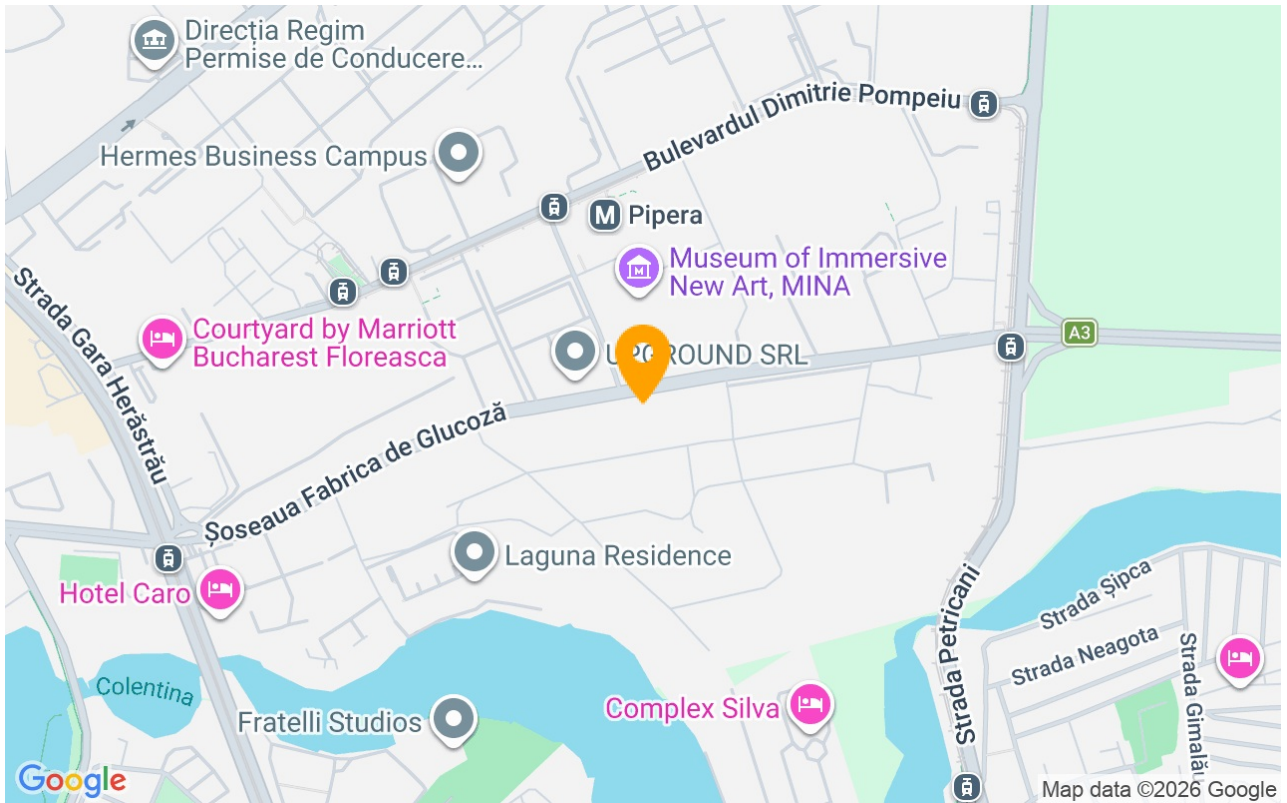 Direcția Regim
Permise de Conducere...
Bulevardul Dimitrie Pompeiu
Hermes Business Campus
M Pipera
Strada Gara Herăstrău
Museum of Immersive
New Art, MINA
Courtyard by Marriott
Bucharest Floreasca
A3
ROUND SRL
Șoseaua Fabrica de Glucoză
Laguna Residence
Hotel Caro
Strada Petricani
Strada Șipca
Strada Neagota
Strada Gimalău
Colentina
Complex Silva
Fratelli Studios
Google
Map data ©2026 Google